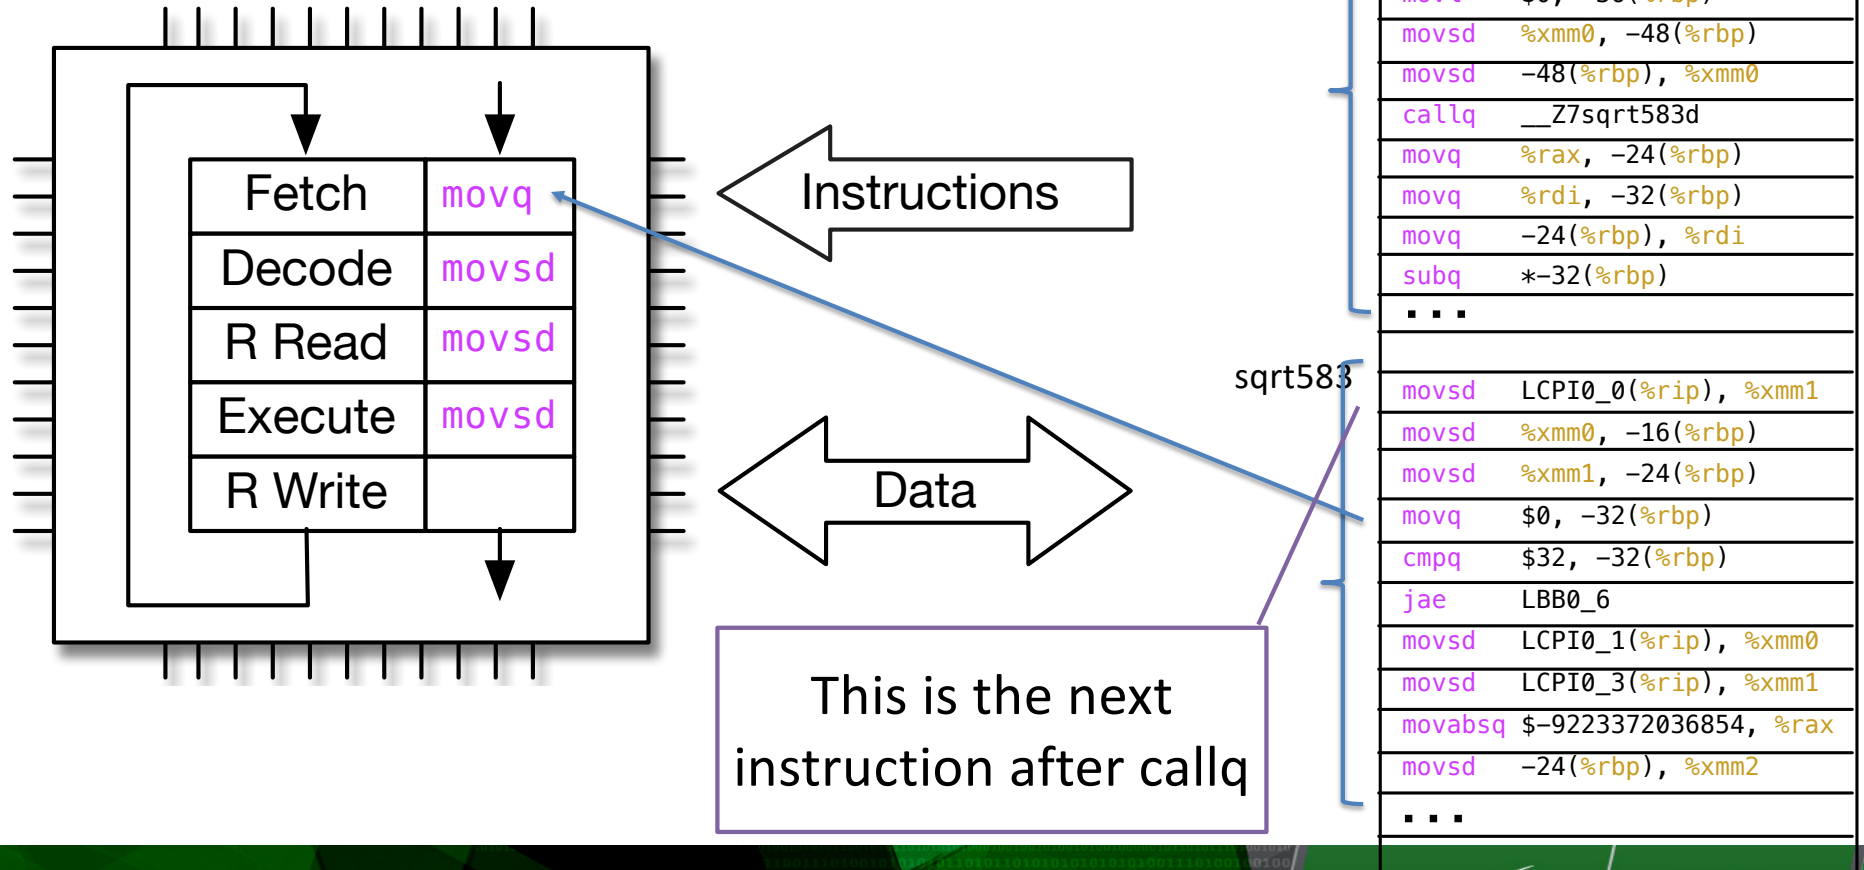 Fetch movq
Decode movsd
R Read movsd
Execute movsd
R Write
Instructions
Data
This is the next
instruction after callq
sqrt583
movl $0, -36(%rbp)
movsd %xmm0, -48(%rbp)
movsd -48(%rbp), %xmm0
callq __Z7sqrt583d
movq %rax, -24(%rbp)
movq %rdi, -32(%rbp)
movq -24(%rbp), %rdi
subq *-32(%rbp)
...
movsd LCPI0_0(%rip), %xmm1
movsd %xmm0, -16(%rbp)
movsd %xmm1, -24(%rbp)
movq $0, -32(%rbp)
cmpq $32, -32(%rbp)
jae LBB0_6
movsd LCPI0_1(%rip), %xmm0
movsd LCPI0_3(%rip), %xmm1
movabsq $-9223372036854, %rax
movsd -24(%rbp), %xmm2
...